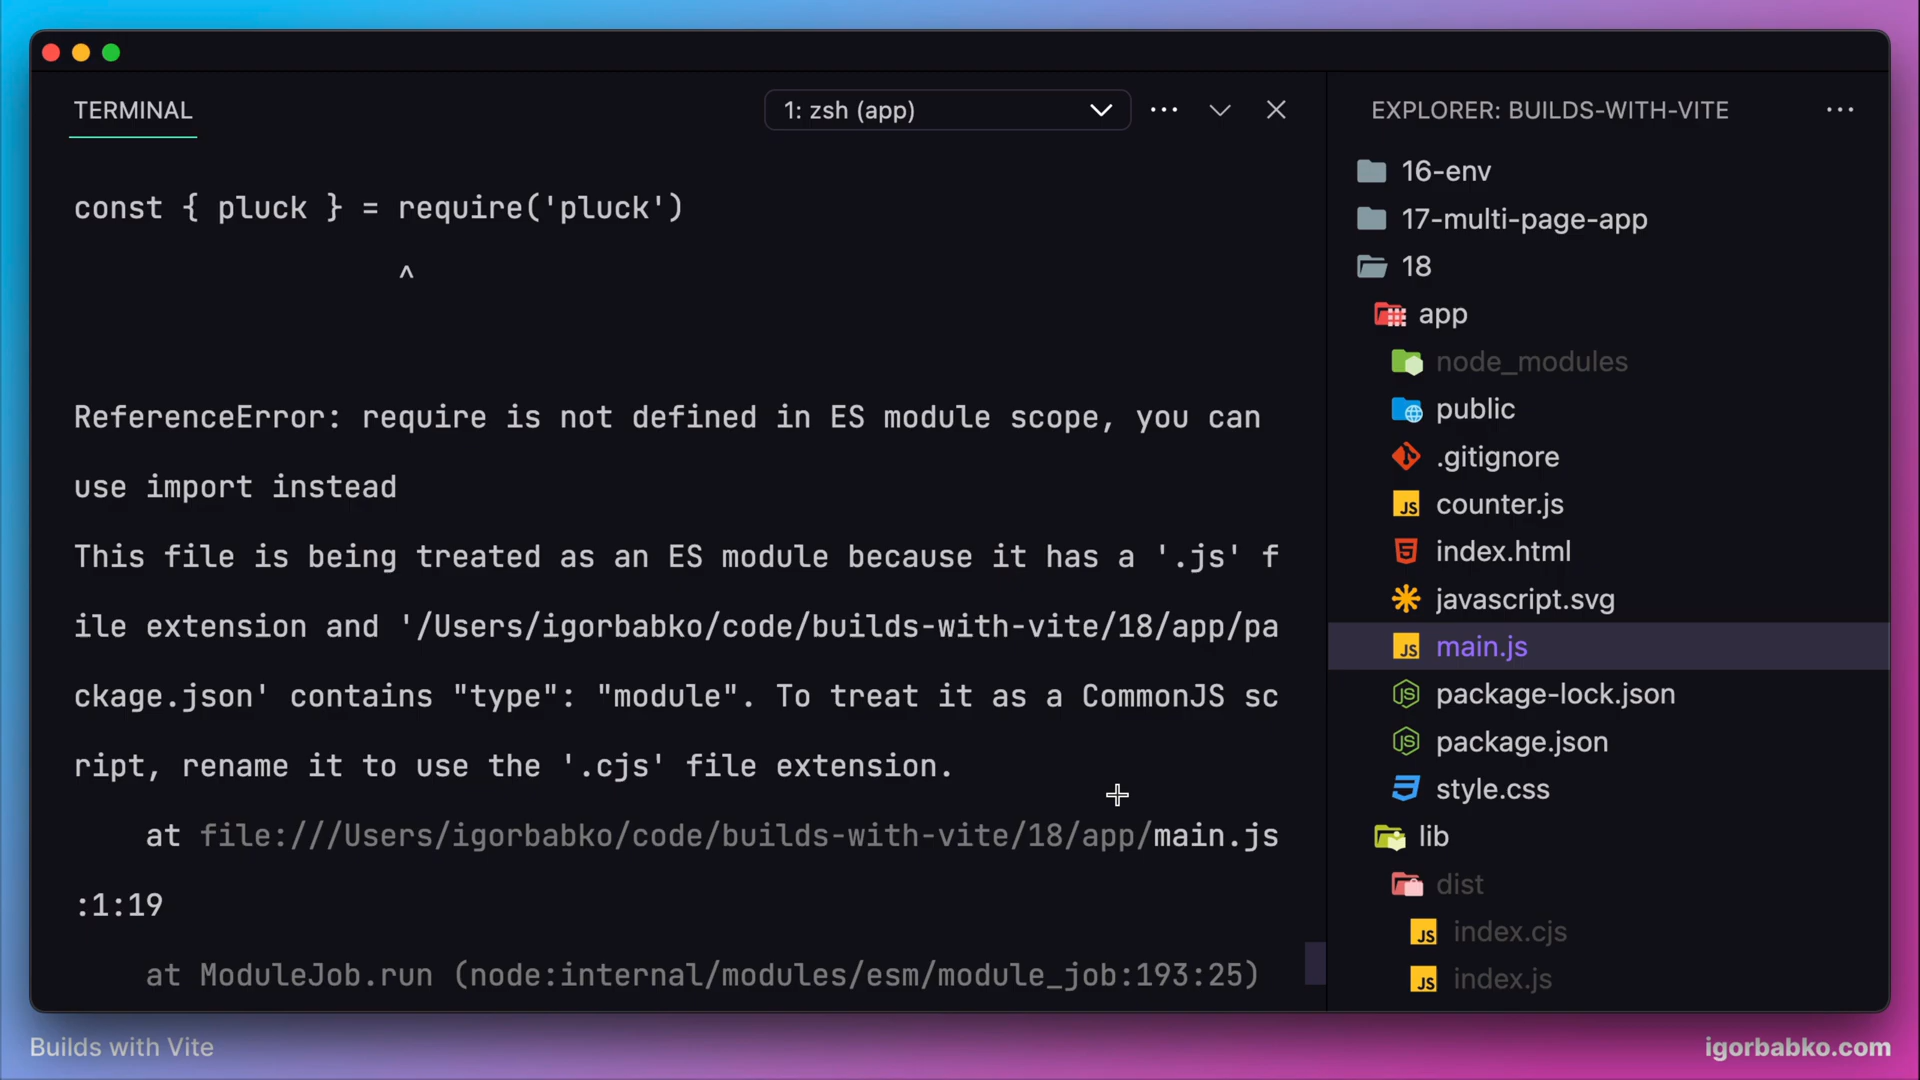 TERMINAL
1: zsh (app)
const { pluck } = require('pluck')
^
ReferenceError: require is not defined in ES module scope, you can
use import instead
This file is being treated as an ES module because it has a '.js' f
ile extension and '/Users/igorbabko/code/builds-with-vite/18/app/pa
ckage.json' contains "type": "module". To treat it as a CommonJS sc
ript, rename it to use the '.cjs' file extension.
at file:///Users/igorbabko/code/builds-with-vite/18/app/main.js
:1:19
at ModuleJob.run (node:internal/modules/esm/module_job:193:25)
EXPLORER: BUILDS-WITH-VITE
16-env
17-multi-page-app
18
app
node_modules
public
.gitignore
counter.js
index.html
javascript.svg
main.js
package-lock.json
package.json
style.css
lib
dist
index.cjs
index.js
Builds with Vite
igorbabko.com